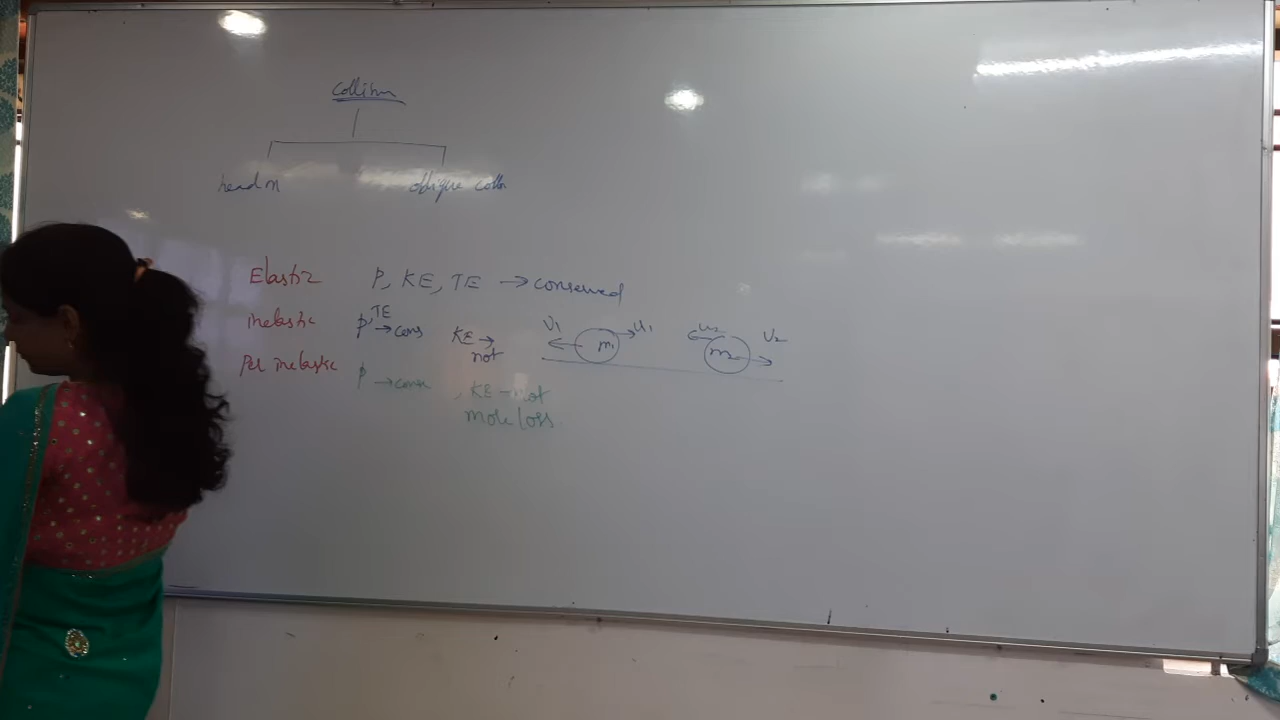 Collision
head on oblique colln
Elastic P, KE, TE → conserved
Inelastic P, TE → cons KE → not
V₁ u₁ u₂ V₂
m₁ m₂
Per inelastic P → cons , KE → not
more loss